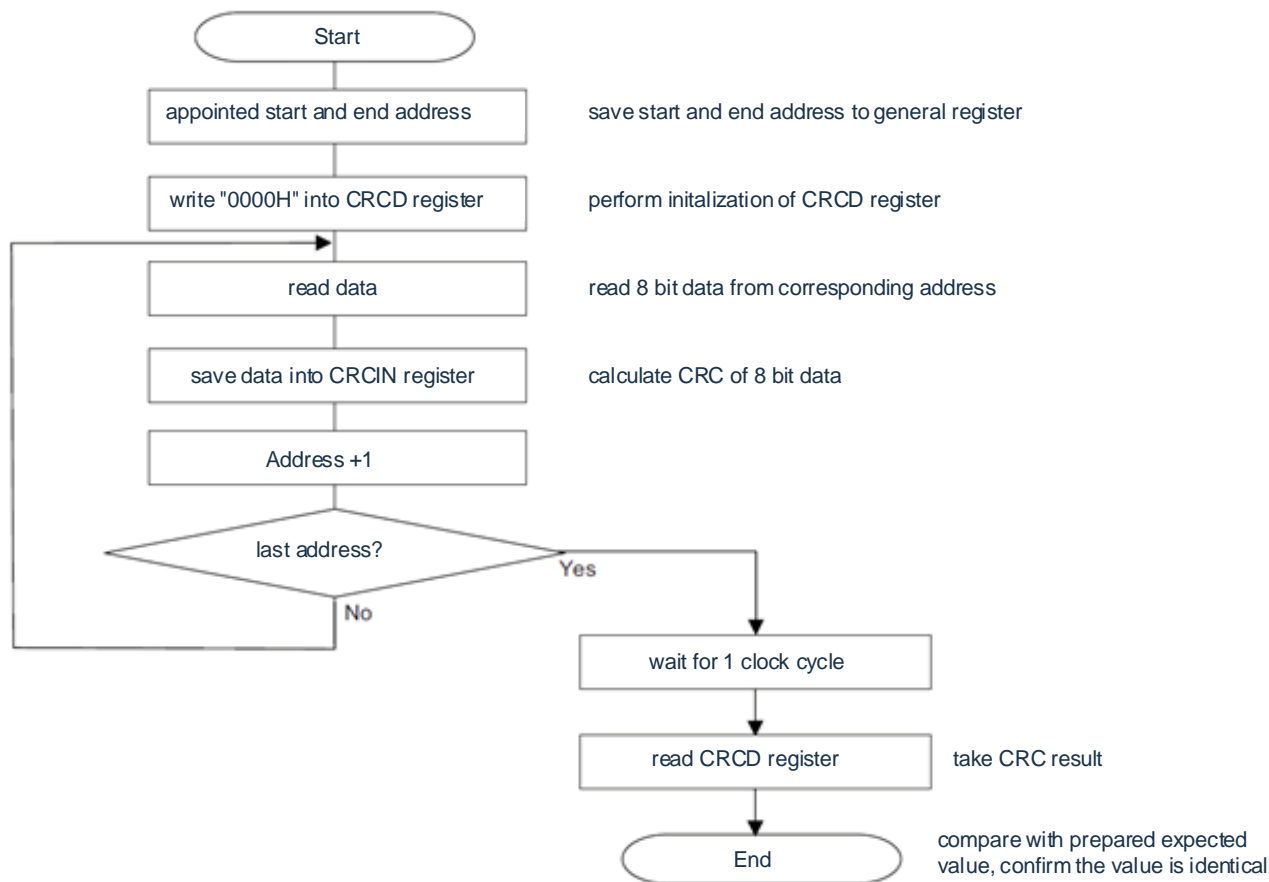 Start
appointed start and end address
save start and end address to general register
write "0000H" into CRCD register
perform initalization of CRCD register
read data
read 8 bit data from corresponding address
save data into CRCIN register
calculate CRC of 8 bit data
Address +1
last address?
Yes
No
wait for 1 clock cycle
read CRCD register
take CRC result
End
compare with prepared expected
value, confirm the value is identical